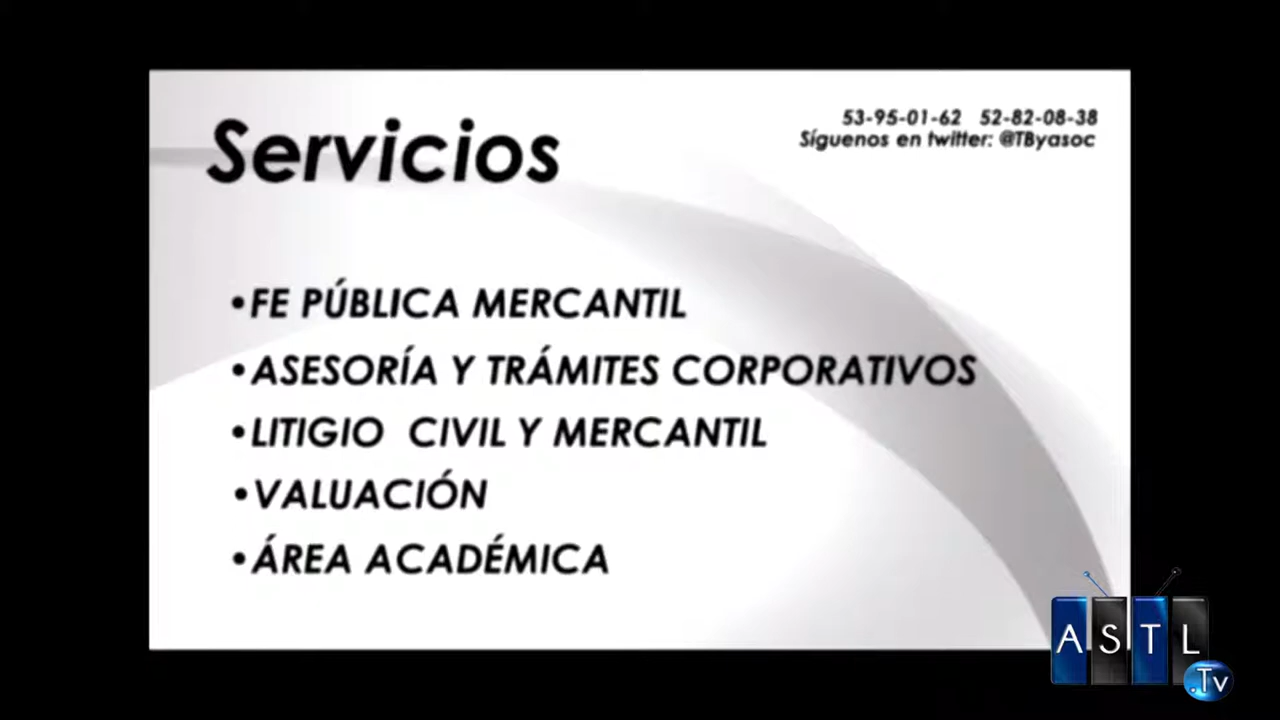 Servicios
53-95-01-62 52-82-08-38
Síguenos en twitter: @TByasoc
•FE PÚBLICA MERCANTIL
•ASESORÍA Y TRÁMITES CORPORATIVOS
•LITIGIO CIVIL Y MERCANTIL
•VALUACIÓN
•ÁREA ACADÉMICA
ASTL
.Tv